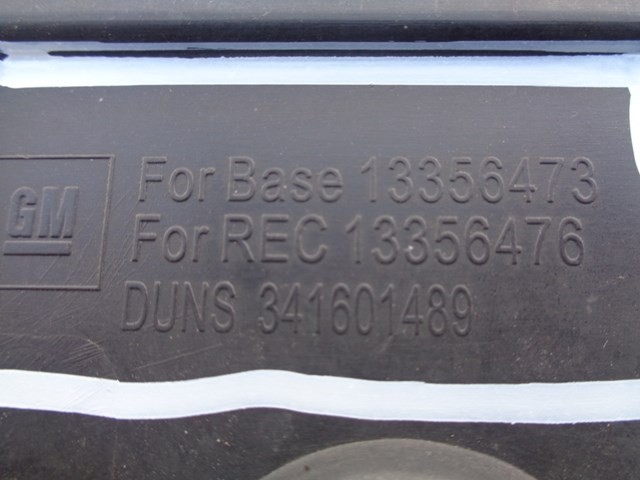 GM
For Base 13356473
For REC 13356476
DUNS 341601489